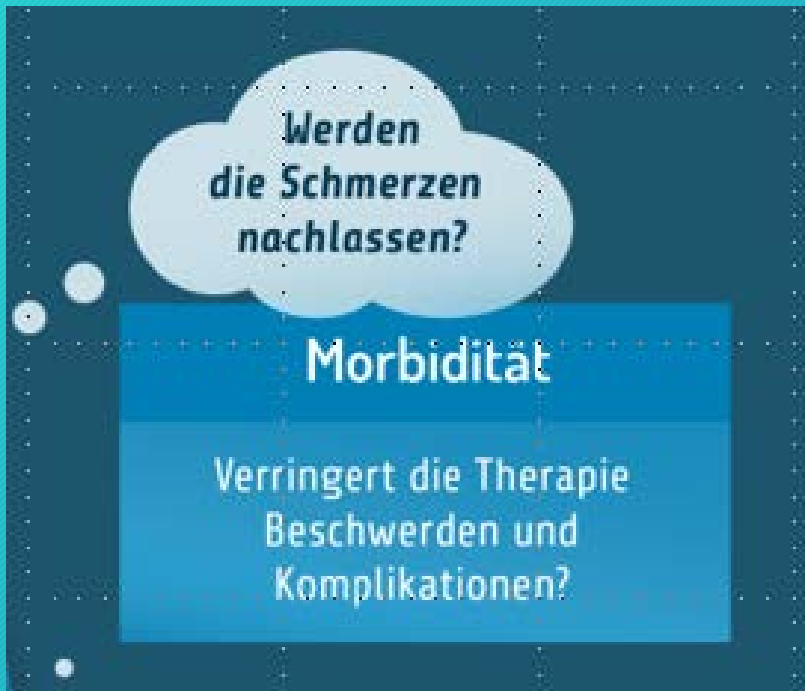 Werden
die Schmerzen
nachlassen?
Morbidität
Verringert die Therapie
Beschwerden und
Komplikationen?